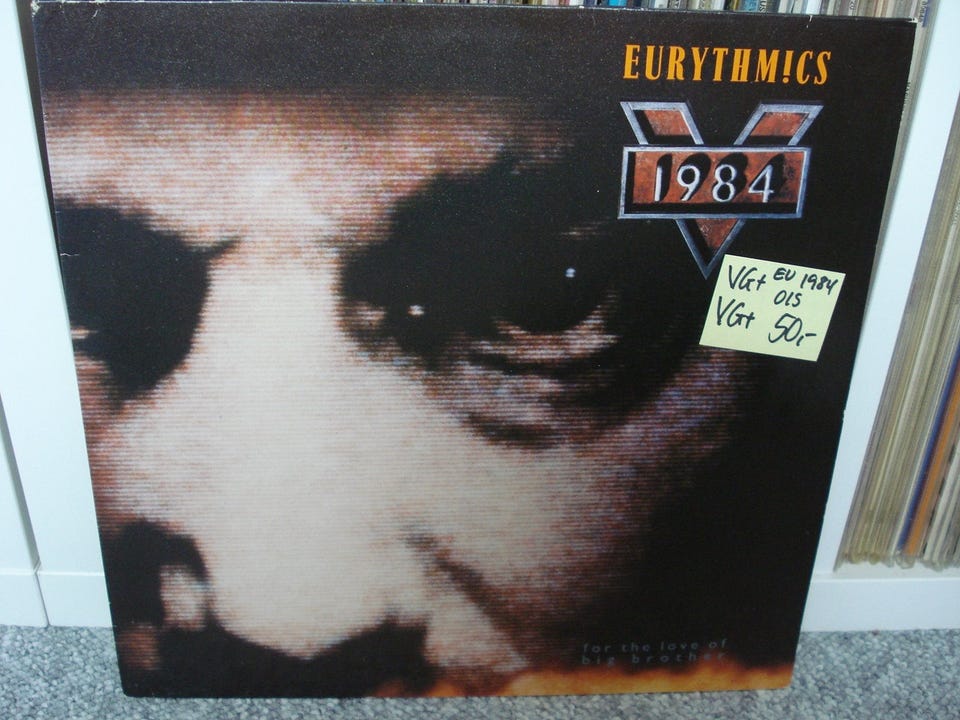 EURYTHM!CS
1984
VG+ EU 1984
OIS
VG+ 50,-
for the love of
big brother